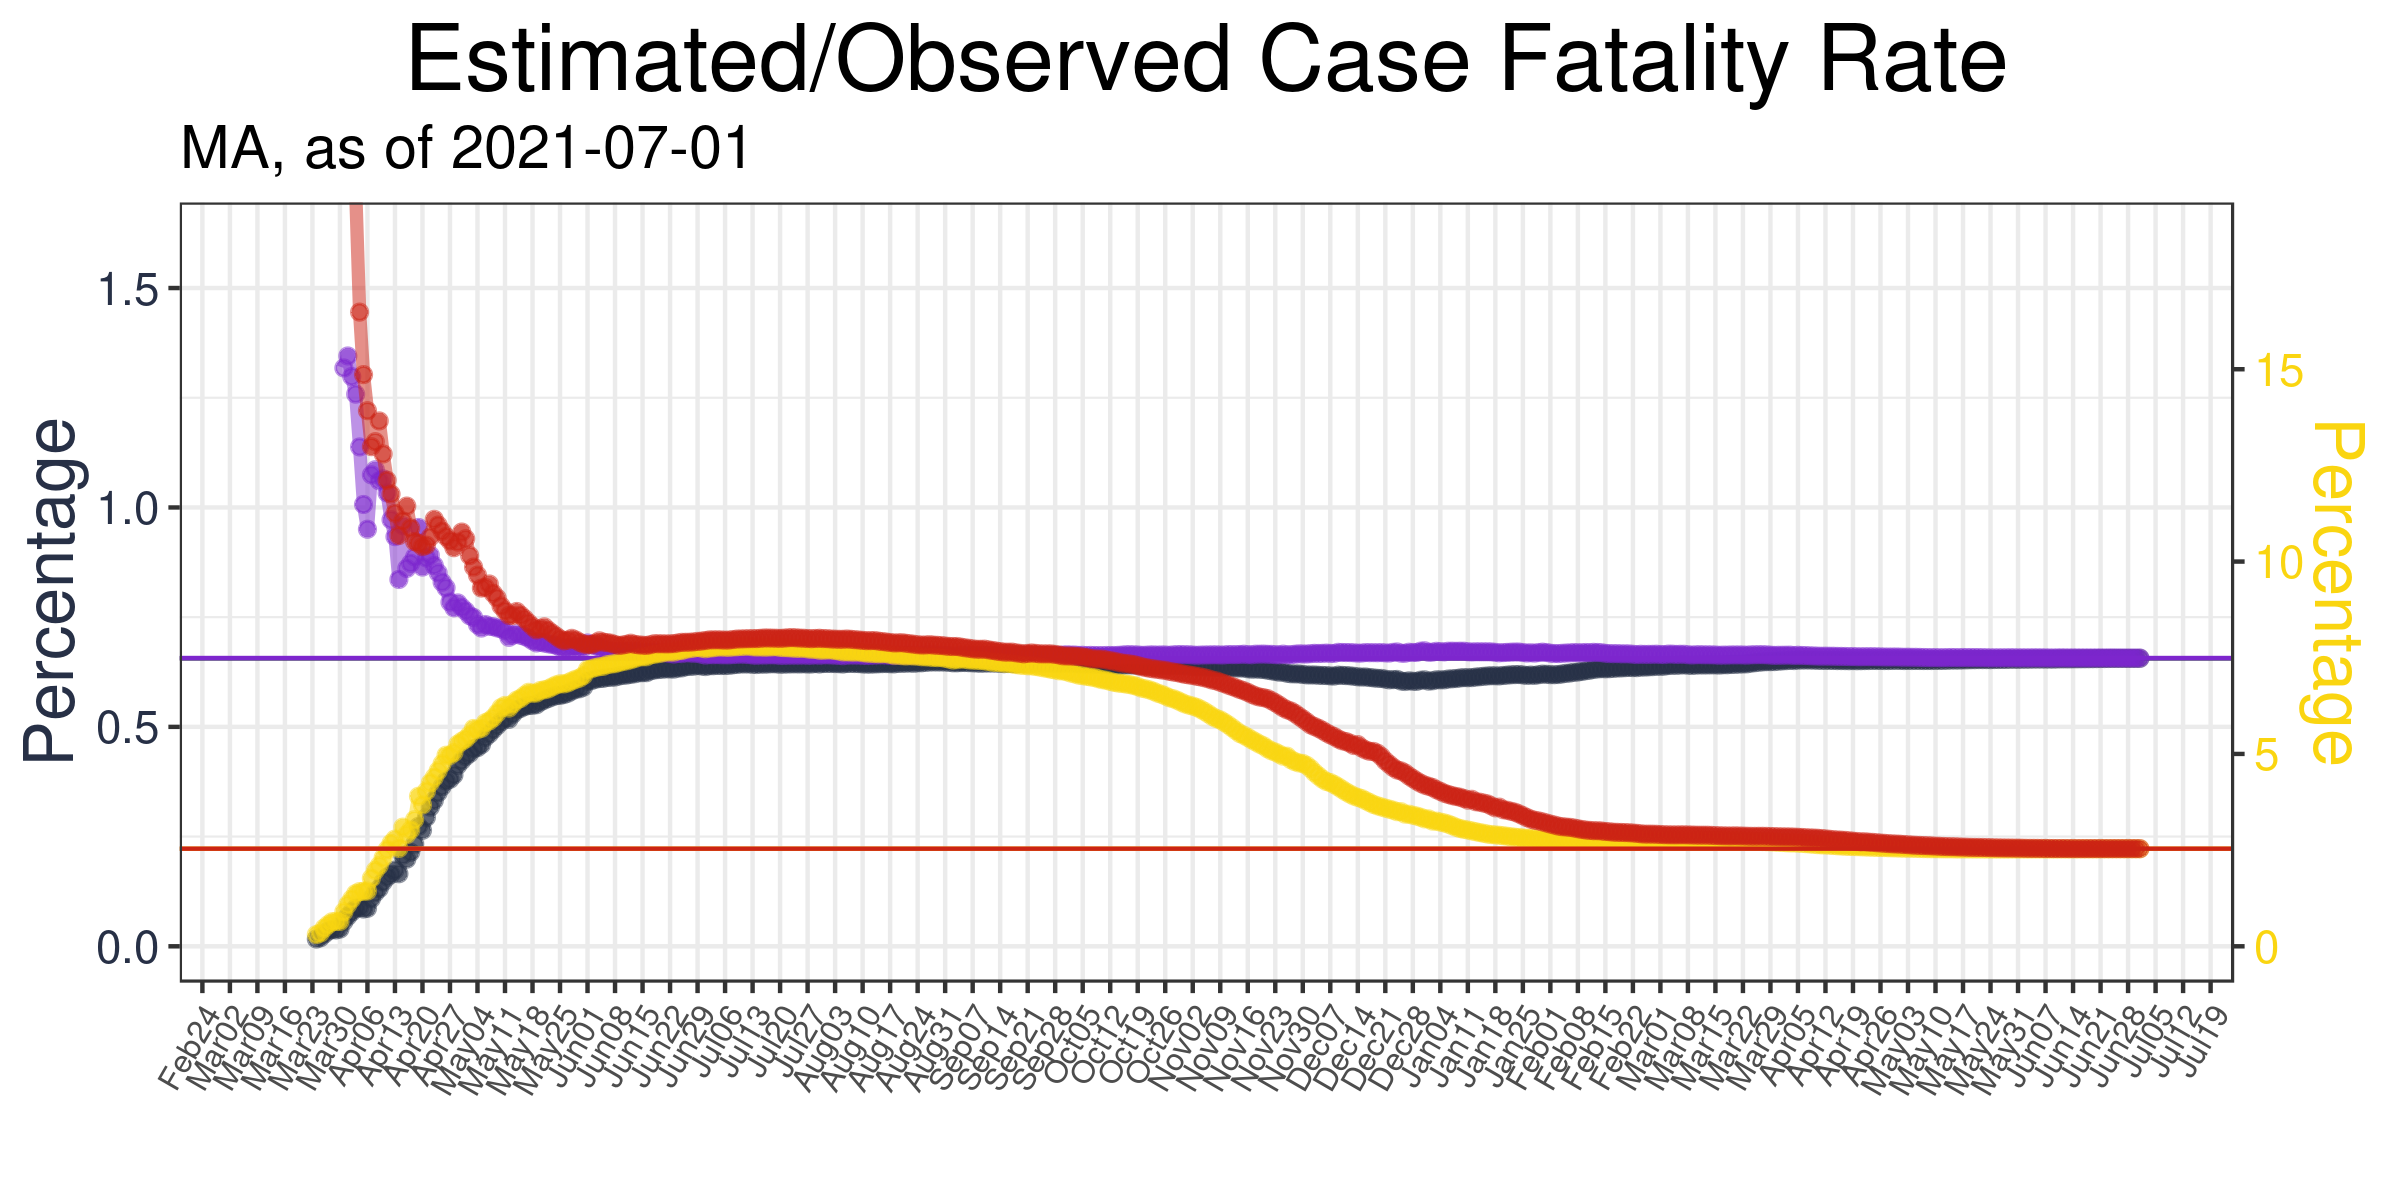 Estimated/Observed Case Fatality Rate
MA, as of 2021-07-01
Percentage
1.5
1.0
0.5
0.0
15
10
5
0
Percentage
Feb24
Mar02
Mar09
Mar16
Mar23
Mar30
Apr06
Apr13
Apr20
Apr27
May04
May11
May18
May25
Jun01
Jun08
Jun15
Jun22
Jun29
Jul06
Jul13
Jul20
Jul27
Aug03
Aug10
Aug17
Aug24
Aug31
Sep07
Sep14
Sep21
Sep28
Oct05
Oct12
Oct19
Oct26
Nov02
Nov09
Nov16
Nov23
Nov30
Dec07
Dec14
Dec21
Dec28
Jan04
Jan11
Jan18
Jan25
Feb01
Feb08
Feb15
Feb22
Mar01
Mar08
Mar15
Mar22
Mar29
Apr05
Apr12
Apr19
Apr26
May03
May10
May17
May24
May31
Jun07
Jun14
Jun21
Jun28
Jul05
Jul12
Jul19